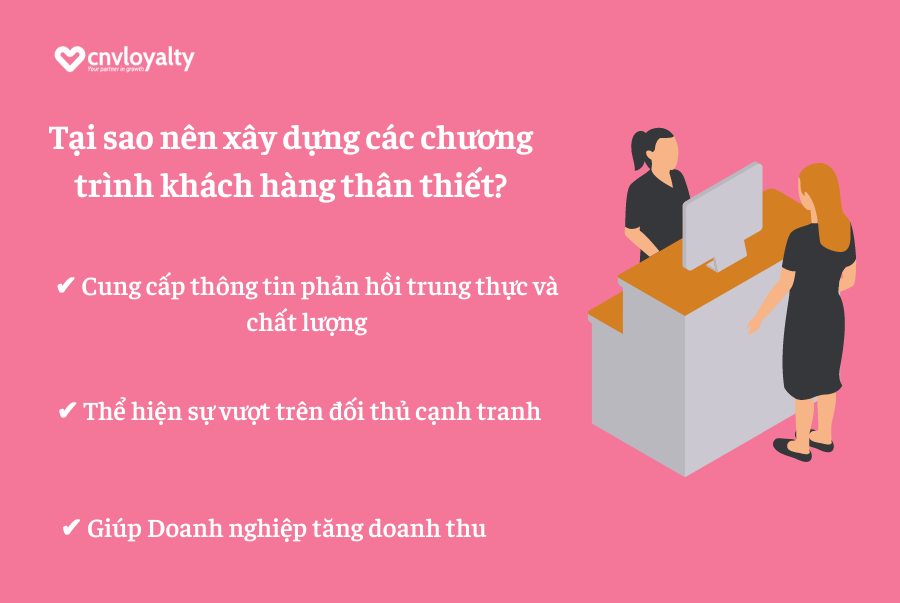 cnvloyalty
Your partner in growth
Tại sao nên xây dựng các chương
trình khách hàng thân thiết?
✔ Cung cấp thông tin phản hồi trung thực và
chất lượng
✔ Thể hiện sự vượt trên đối thủ cạnh tranh
✔ Giúp Doanh nghiệp tăng doanh thu